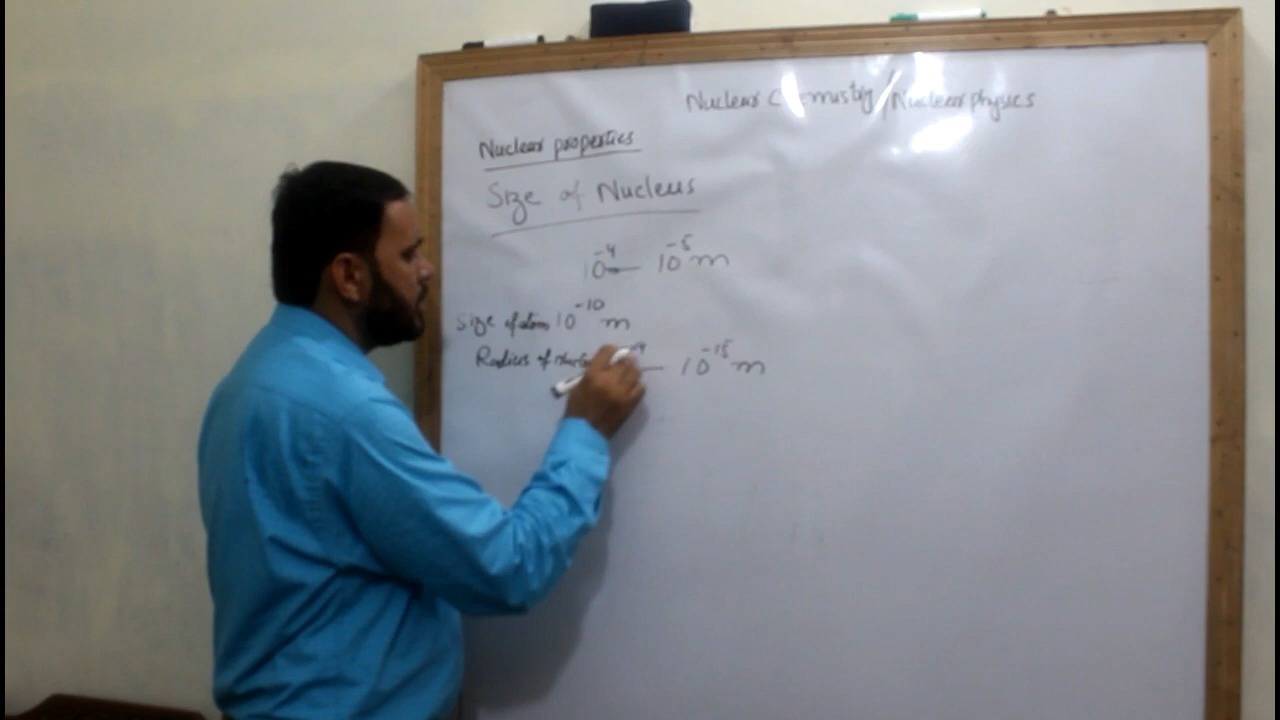 Nuclear Chemistry / Nuclear physics
Nuclear properties
Size of Nucleus
10⁻⁴ — 10⁻⁵ m
Size of atom 10⁻¹⁰ m
Radius of — 10⁻¹⁵ m